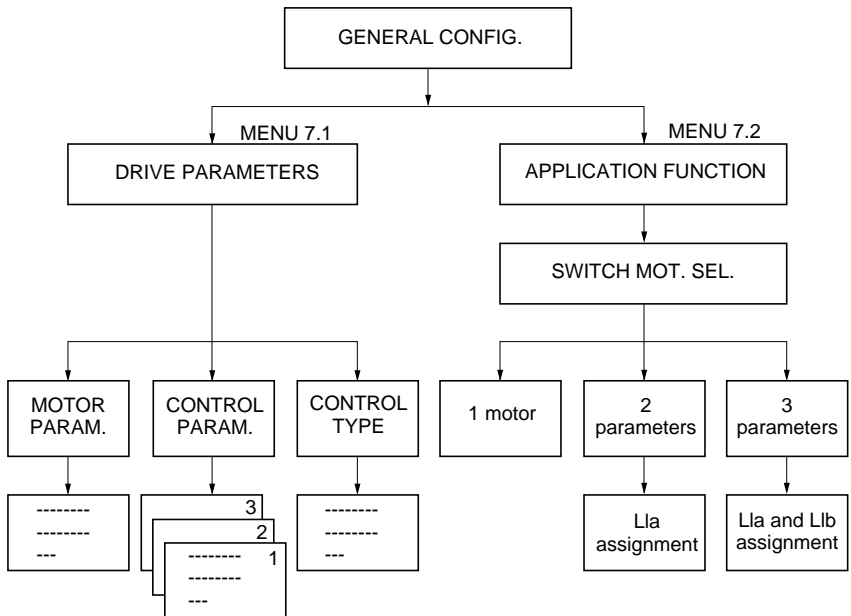 GENERAL CONFIG.
MENU 7.1
MENU 7.2
DRIVE PARAMETERS
APPLICATION FUNCTION
SWITCH MOT. SEL.
MOTOR
PARAM.
CONTROL
PARAM.
CONTROL
TYPE
1 motor
2
parameters
3
parameters
--------
--------
---
3
2
1
--------
--------
---
--------
--------
---
Lla
assignment
Lla and Llb
assignment